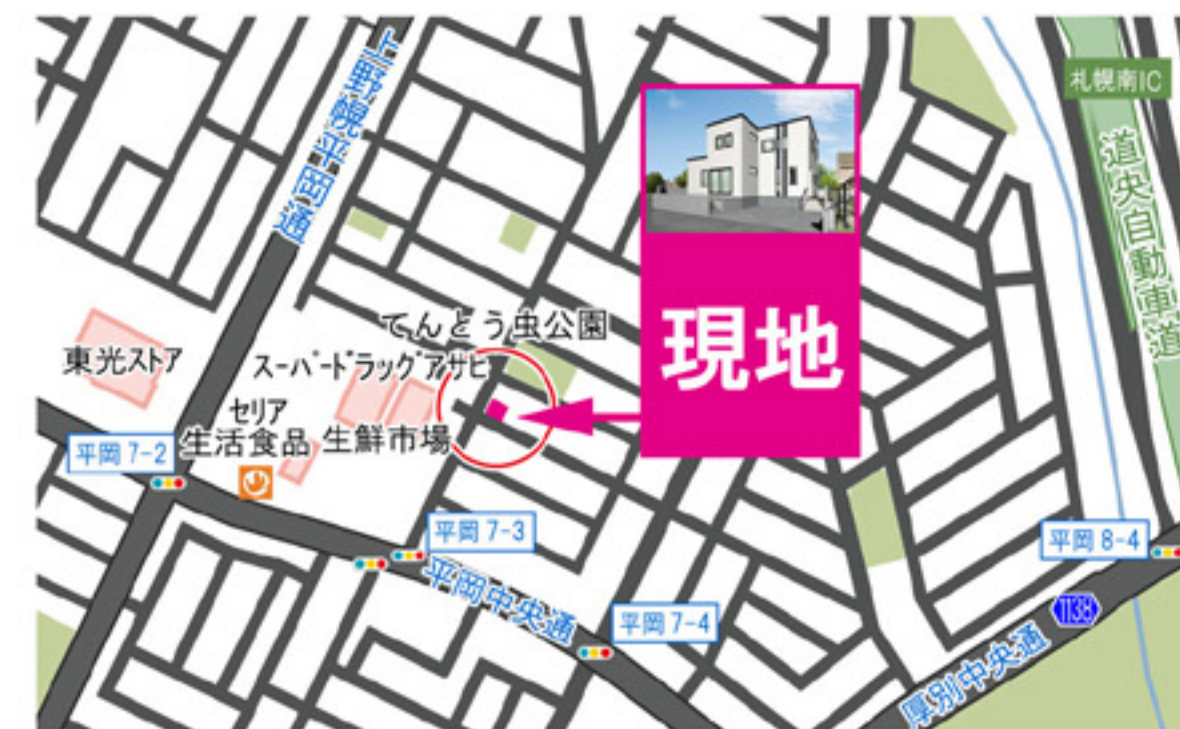 上野幌平岡通
札幌南IC
道央自動車道
現地
てんとう虫公園
東光ストア
スーパードラッグアサヒ
セリア
生活食品
生鮮市場
平岡 7-2
平岡 7-3
平岡 8-4
平岡中央通
平岡 7-4
1138
厚別中央通